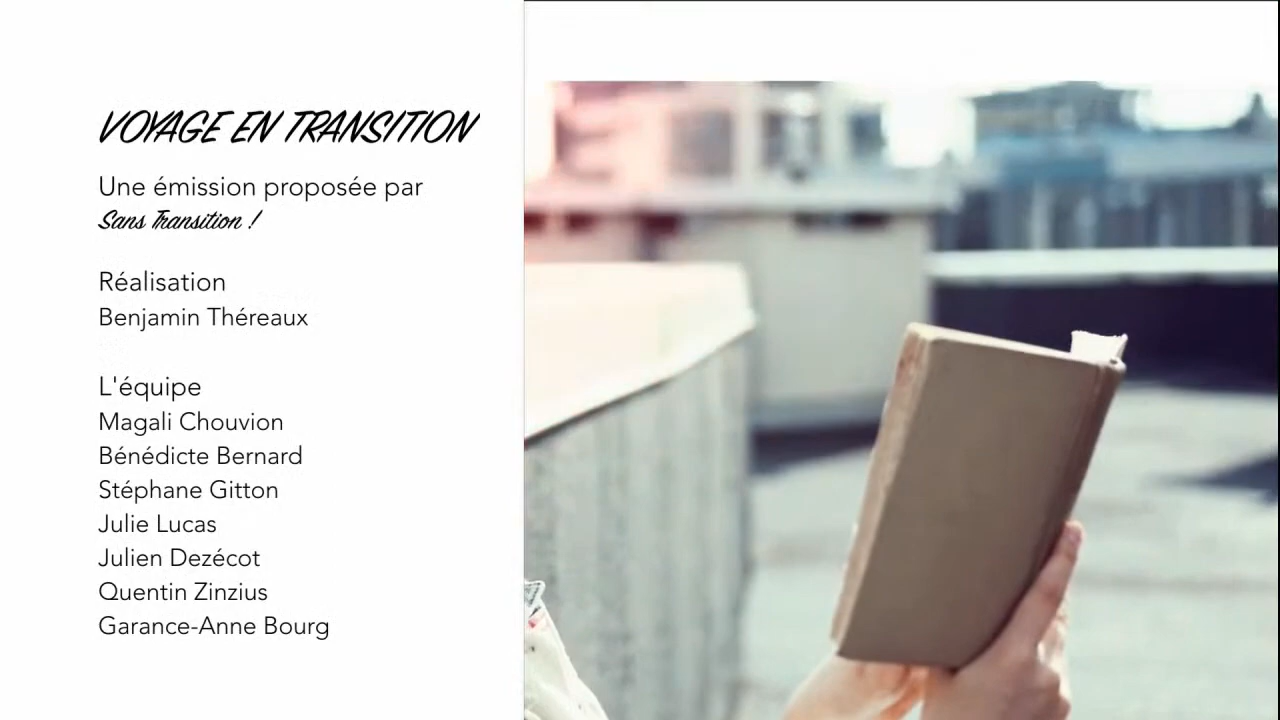 VOYAGE EN TRANSITION
Une émission proposée par
Sans Transition !
Réalisation
Benjamin Théreaux
L'équipe
Magali Chouvion
Bénédicte Bernard
Stéphane Gitton
Julie Lucas
Julien Dezécot
Quentin Zinzius
Garance-Anne Bourg